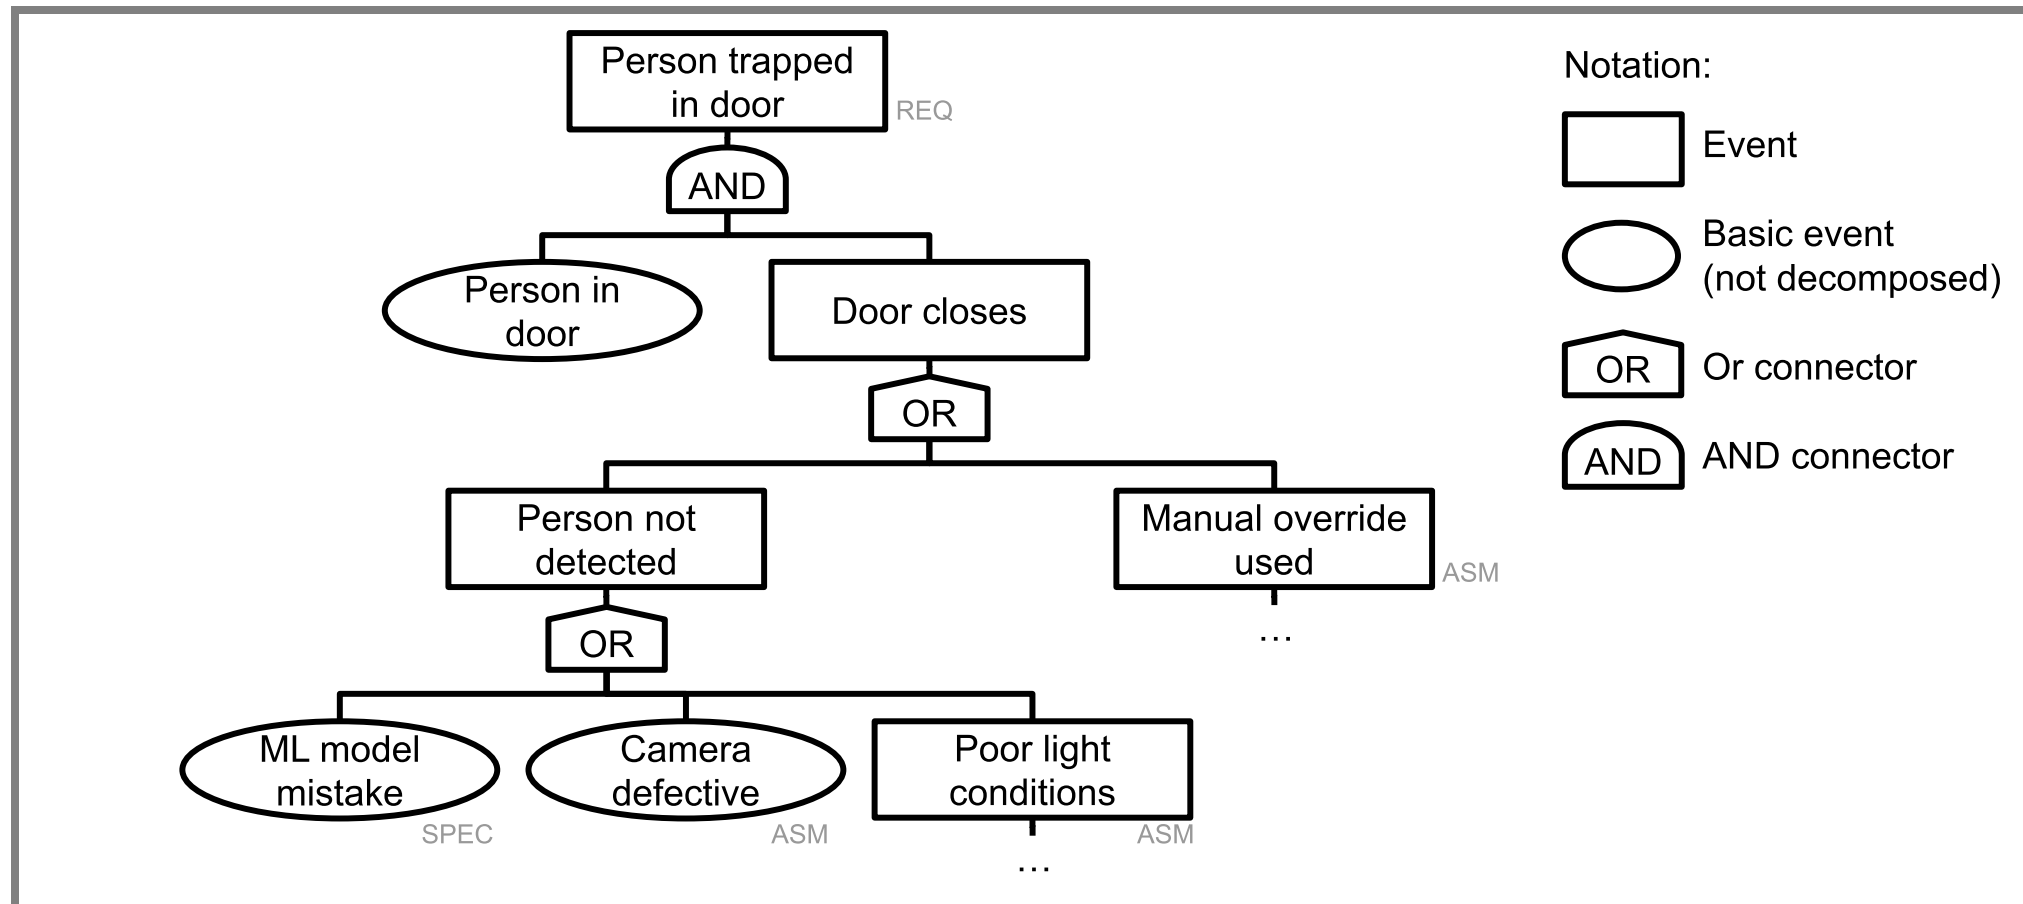 Person trapped
in door
REQ
AND
Person in
door
Door closes
OR
Person not
detected
Manual override
used
ASM
...
OR
ML model
mistake
SPEC
Camera
defective
ASM
Poor light
conditions
ASM
...
Notation:
Event
Basic event
(not decomposed)
OR
Or connector
AND
AND connector